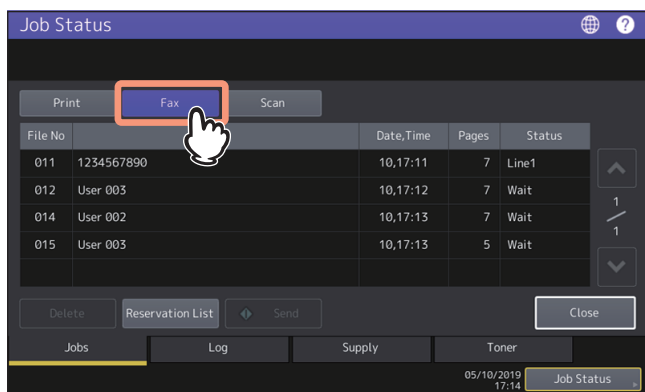 Job Status
?
Print Fax Scan
File No Date,Time Pages Status
011 1234567890 10,17:11 7 Line1
012 User 003 10,17:12 7 Wait
014 User 002 10,17:13 7 Wait
015 User 003 10,17:13 5 Wait
1
/
1
Delete Reservation List Send Close
Jobs Log Supply Toner
05/10/2019
17:14 Job Status